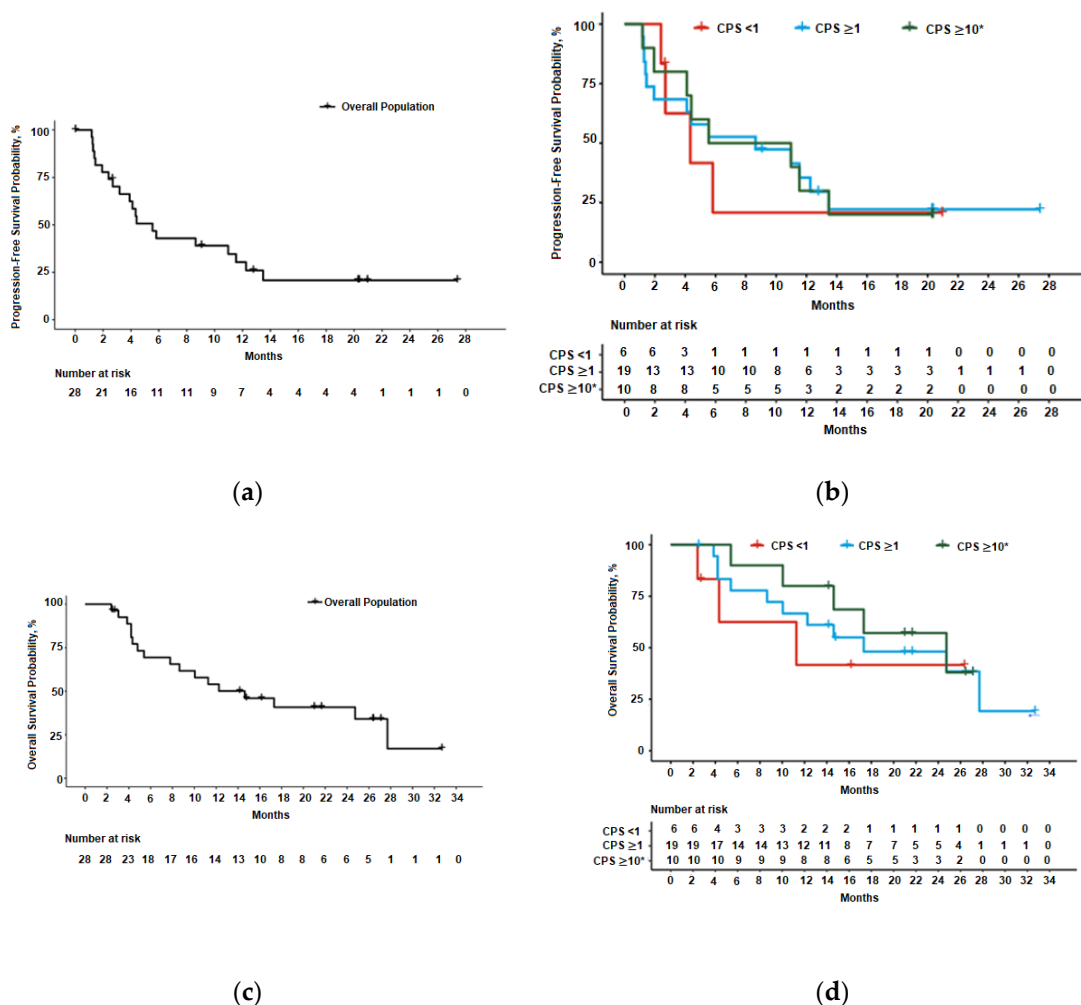 Overall Population
Progression-Free Survival Probability, %
100
75
50
25
0
0 2 4 6 8 10 12 14 16 18 20 22 24 26 28
Months
Number at risk
28 21 16 11 11 9 7 4 4 4 4 1 1 1 0
(a)
CPS <1 CPS ≥1 CPS ≥10*
Progression-Free Survival Probability, %
100
75
50
25
0
0 2 4 6 8 10 12 14 16 18 20 22 24 26 28
Months
Number at risk
CPS <1 6 6 3 1 1 1 1 1 1 1 1 0 0 0 0
CPS ≥1 19 13 13 10 10 8 6 3 3 3 3 1 1 1 0
CPS ≥10* 10 8 8 5 5 5 3 2 2 2 2 0 0 0 0
0 2 4 6 8 10 12 14 16 18 20 22 24 26 28
Months
(b)
Overall Population
Overall Survival Probability, %
100
75
50
25
0
0 2 4 6 8 10 12 14 16 18 20 22 24 26 28 30 32 34
Months
Number at risk
28 28 23 18 17 16 14 13 10 8 8 6 6 5 1 1 1 0
(c)
CPS <1 CPS ≥1 CPS ≥10*
Overall Survival Probability, %
100
75
50
25
0
0 2 4 6 8 10 12 14 16 18 20 22 24 26 28 30 32 34
Months
Number at risk
CPS <1 6 6 4 3 3 3 2 2 2 1 1 1 1 1 0 0 0 0
CPS ≥1 19 19 17 14 14 13 12 11 8 7 7 5 5 4 1 1 1 0
CPS ≥10* 10 10 10 9 9 9 8 8 6 5 5 3 3 2 0 0 0 0
0 2 4 6 8 10 12 14 16 18 20 22 24 26 28 30 32 34
Months
(d)